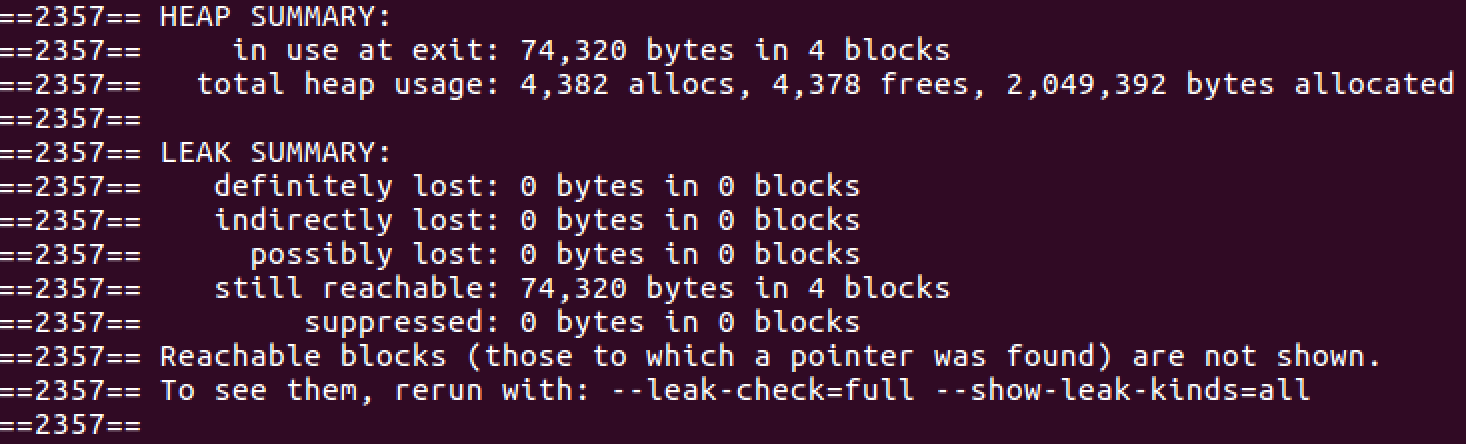 ==2357== HEAP SUMMARY:
==2357==     in use at exit: 74,320 bytes in 4 blocks
==2357==   total heap usage: 4,382 allocs, 4,378 frees, 2,049,392 bytes allocated
==2357==
==2357== LEAK SUMMARY:
==2357==    definitely lost: 0 bytes in 0 blocks
==2357==    indirectly lost: 0 bytes in 0 blocks
==2357==      possibly lost: 0 bytes in 0 blocks
==2357==    still reachable: 74,320 bytes in 4 blocks
==2357==         suppressed: 0 bytes in 0 blocks
==2357== Reachable blocks (those to which a pointer was found) are not shown.
==2357== To see them, rerun with: --leak-check=full --show-leak-kinds=all
==2357==